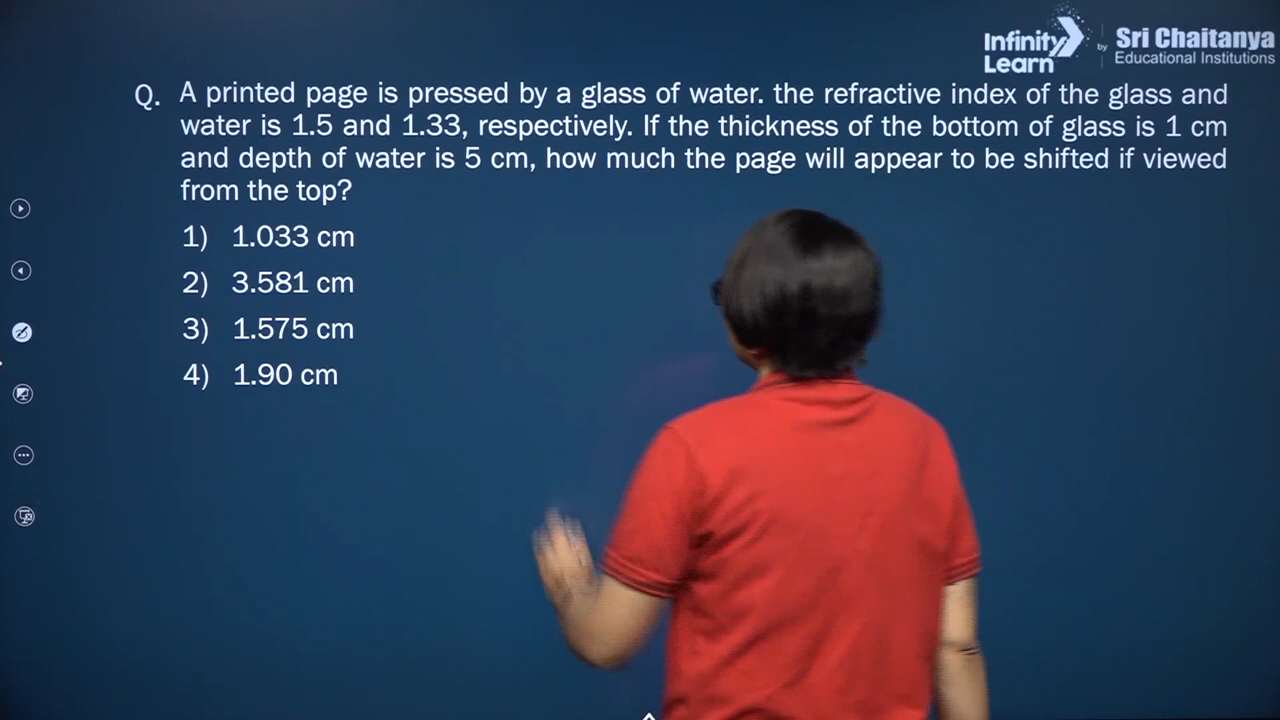 Infinity Learn by Sri Chaitanya
Educational Institutions
Q. A printed page is pressed by a glass of water. the refractive index of the glass and
water is 1.5 and 1.33, respectively. If the thickness of the bottom of glass is 1 cm
and depth of water is 5 cm, how much the page will appear to be shifted if viewed
from the top?
1) 1.033 cm
2) 3.581 cm
3) 1.575 cm
4) 1.90 cm